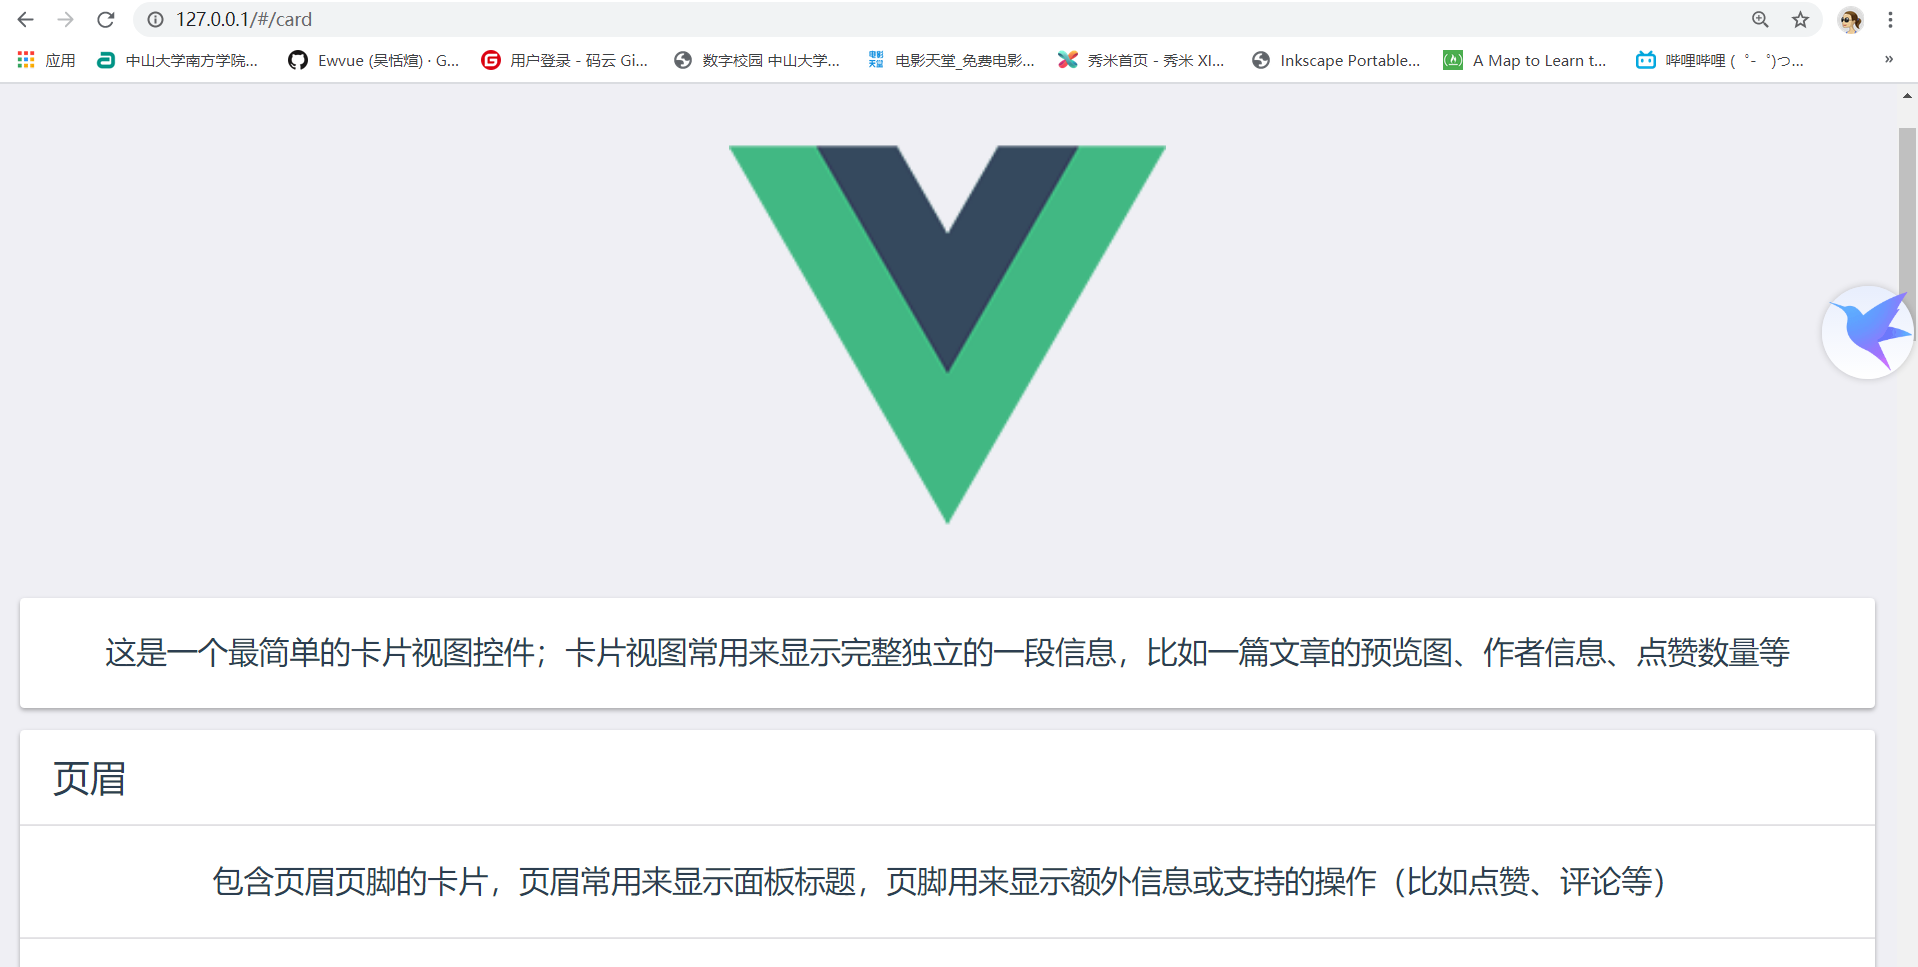 127.0.0.1/#/card
应用 中山大学南方学院... Ewvue (吴恬煊) · G... 用户登录 - 码云 Gi... 数字校园 中山大学... 电影天堂 电影天堂_免费电影... 秀米首页 - 秀米 XI... Inkscape Portable... A Map to Learn t... 哔哩哔哩 ( ゜- ゜)つ... »
这是一个最简单的卡片视图控件；卡片视图常用来显示完整独立的一段信息，比如一篇文章的预览图、作者信息、点赞数量等
页眉
包含页眉页脚的卡片，页眉常用来显示面板标题，页脚用来显示额外信息或支持的操作（比如点赞、评论等）